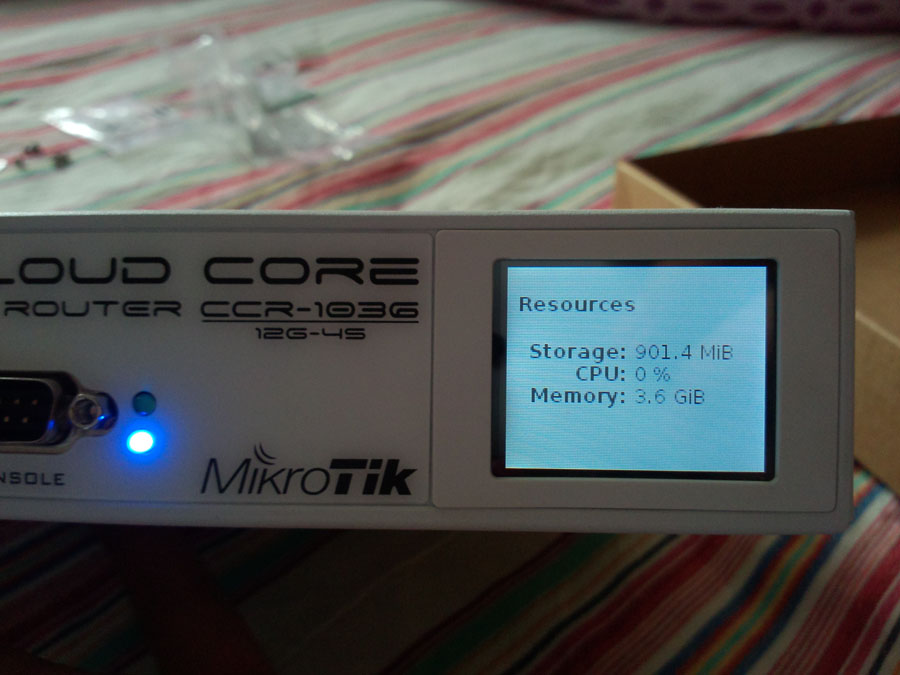 LOUD CORE
ROUTER CCR-1036
12G-4S
NSOLE
MikroTik
Resources
Storage: 901.4 MiB
CPU: 0 %
Memory: 3.6 GiB